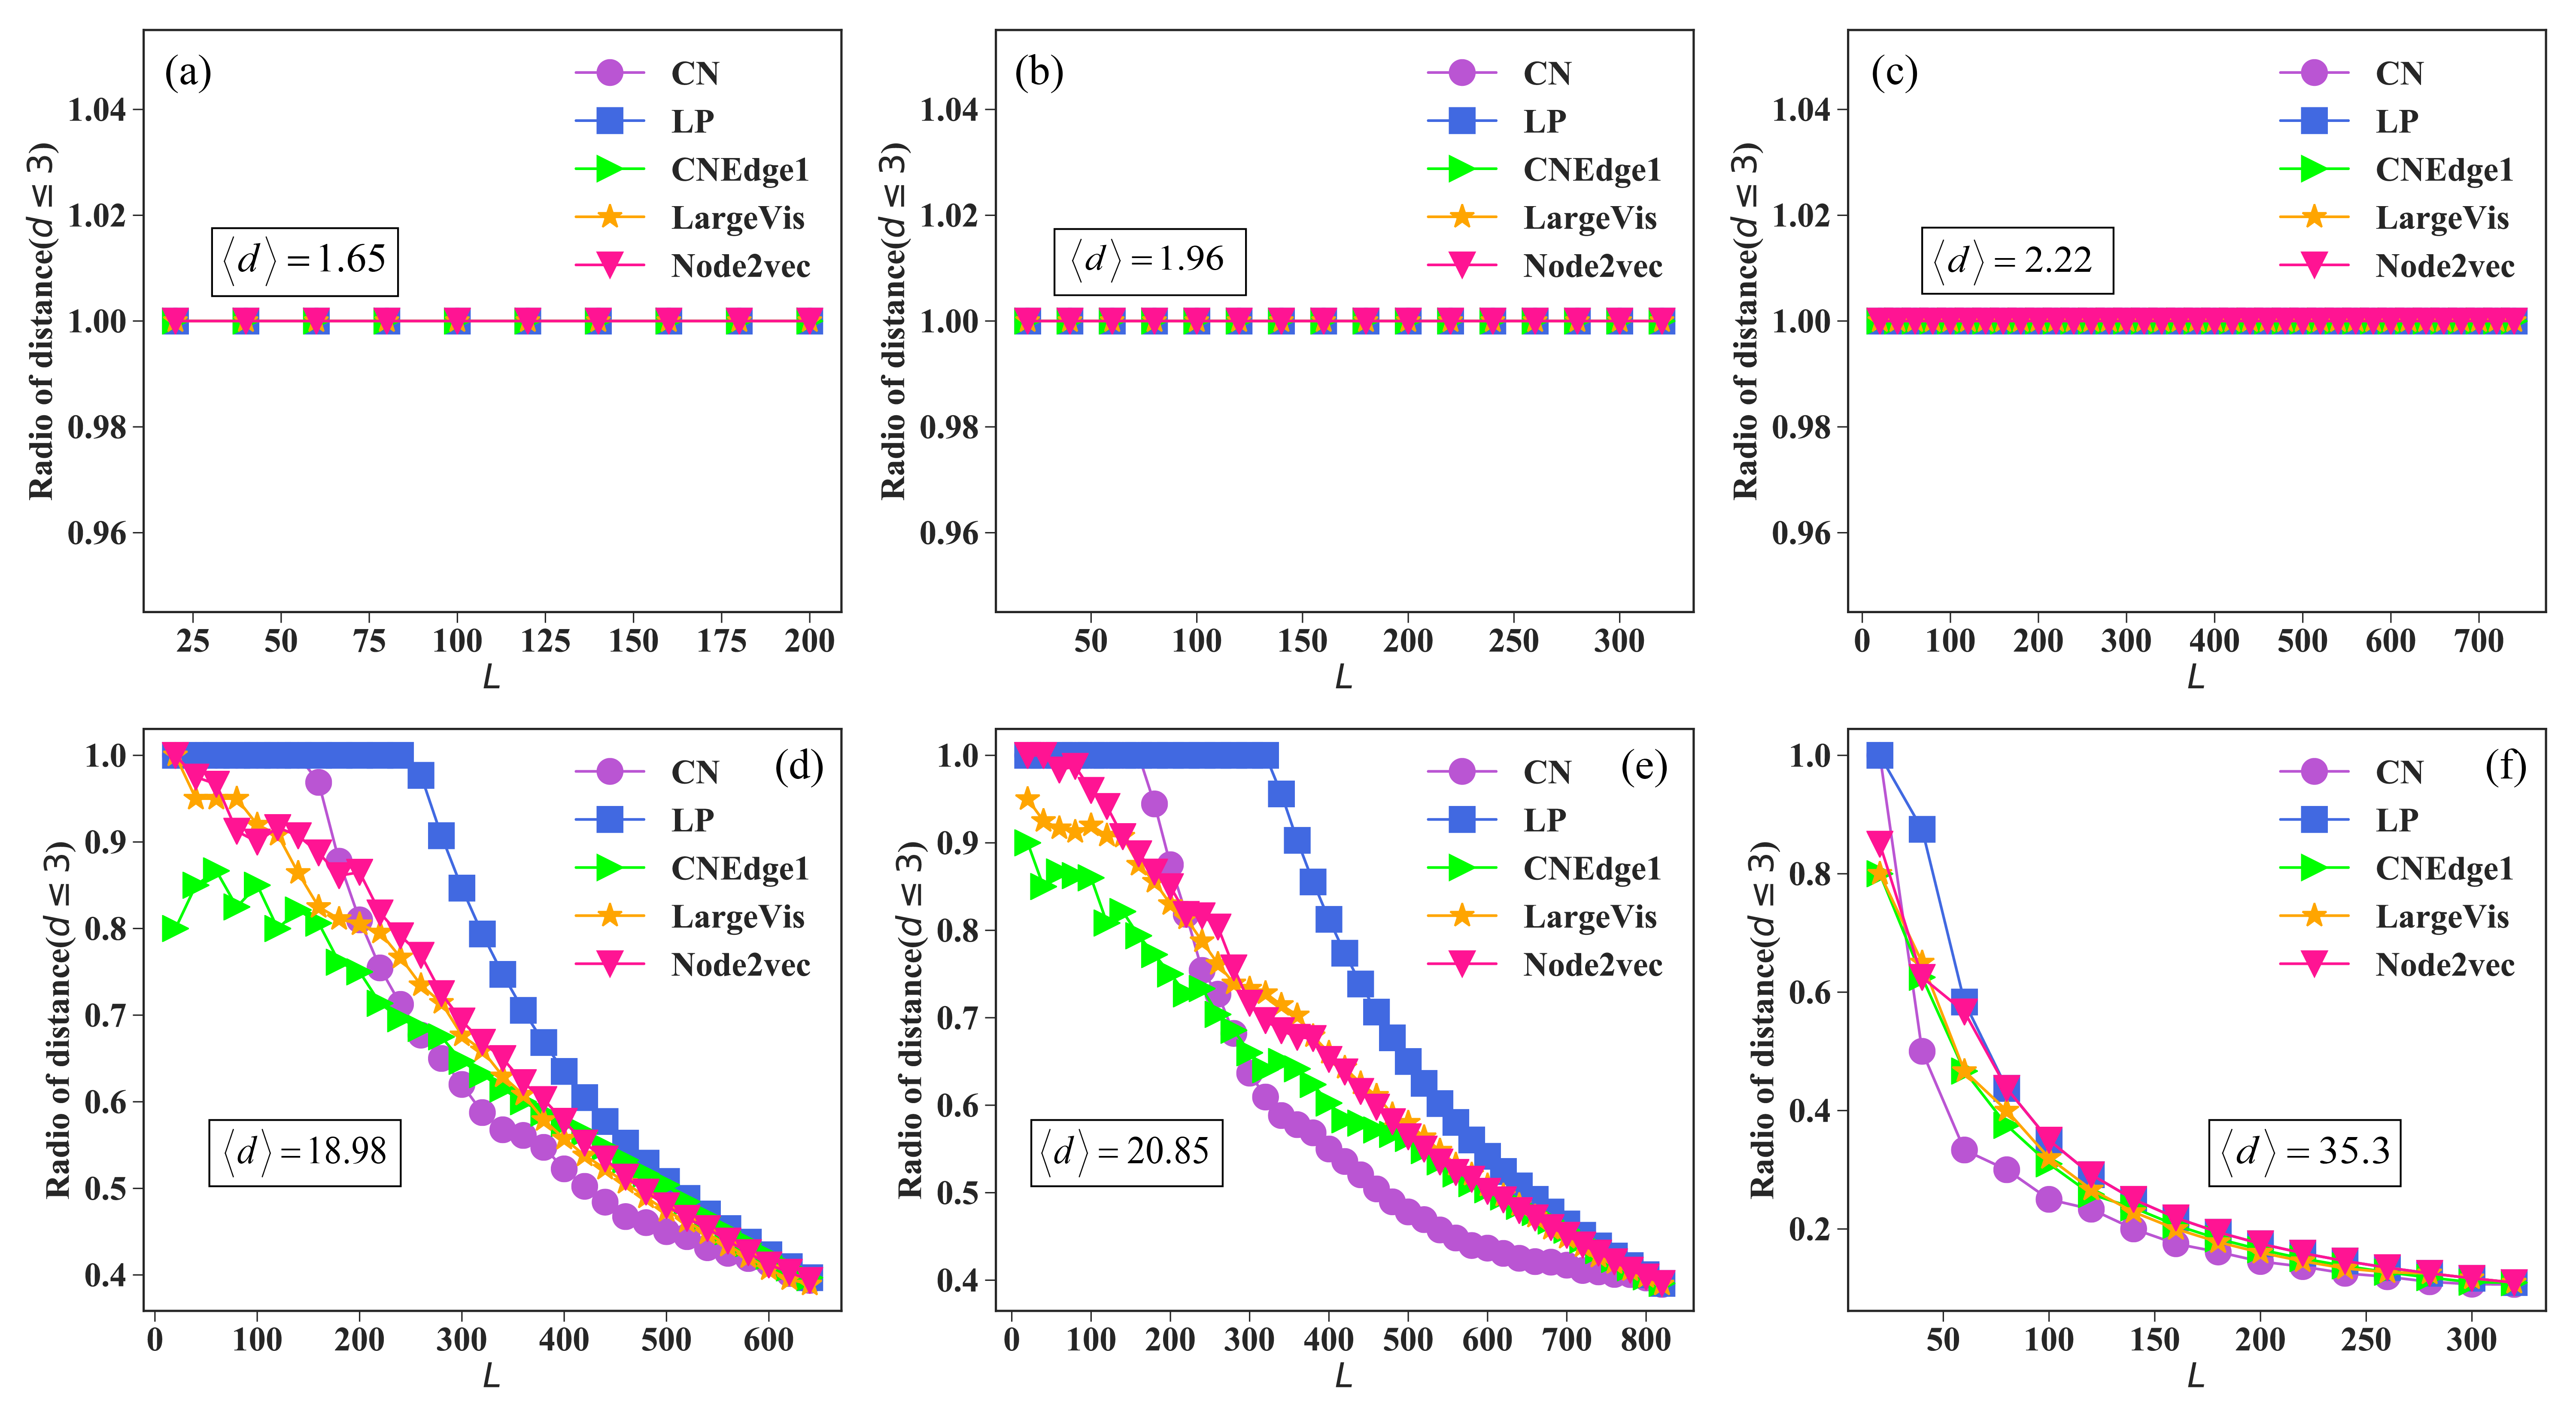 (a)
CN
LP
CNEdge1
LargeVis
Node2vec
⟨d⟩ = 1.65
Radio of distance(d ≤ 3)
1.04
1.02
1.00
0.98
0.96
25 50 75 100 125 150 175 200
L
(b)
CN
LP
CNEdge1
LargeVis
Node2vec
⟨d⟩ = 1.96
Radio of distance(d ≤ 3)
1.04
1.02
1.00
0.98
0.96
50 100 150 200 250 300
L
(c)
CN
LP
CNEdge1
LargeVis
Node2vec
⟨d⟩ = 2.22
Radio of distance(d ≤ 3)
1.04
1.02
1.00
0.98
0.96
0 100 200 300 400 500 600 700
L
(d)
CN
LP
CNEdge1
LargeVis
Node2vec
⟨d⟩ = 18.98
Radio of distance(d ≤ 3)
1.0
0.9
0.8
0.7
0.6
0.5
0.4
0 100 200 300 400 500 600
L
(e)
CN
LP
CNEdge1
LargeVis
Node2vec
⟨d⟩ = 20.85
Radio of distance(d ≤ 3)
1.0
0.9
0.8
0.7
0.6
0.5
0.4
0 100 200 300 400 500 600 700 800
L
(f)
CN
LP
CNEdge1
LargeVis
Node2vec
⟨d⟩ = 35.3
Radio of distance(d ≤ 3)
1.0
0.8
0.6
0.4
0.2
50 100 150 200 250 300
L